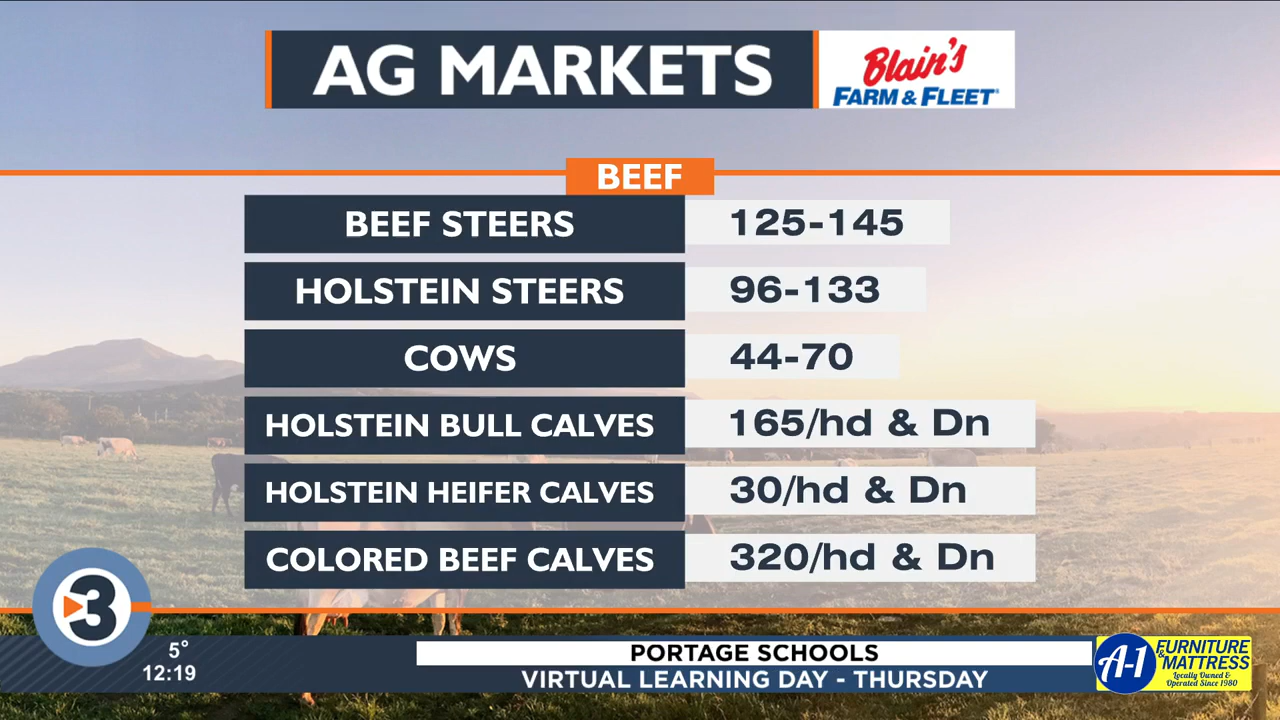 AG MARKETS
Blain's
FARM & FLEET
BEEF
BEEF STEERS 125-145
HOLSTEIN STEERS 96-133
COWS 44-70
HOLSTEIN BULL CALVES 165/hd & Dn
HOLSTEIN HEIFER CALVES 30/hd & Dn
COLORED BEEF CALVES 320/hd & Dn
3
5°
12:19
PORTAGE SCHOOLS
VIRTUAL LEARNING DAY - THURSDAY
A-1
FURNITURE
& MATTRESS
Locally Owned &
Operated Since 1980